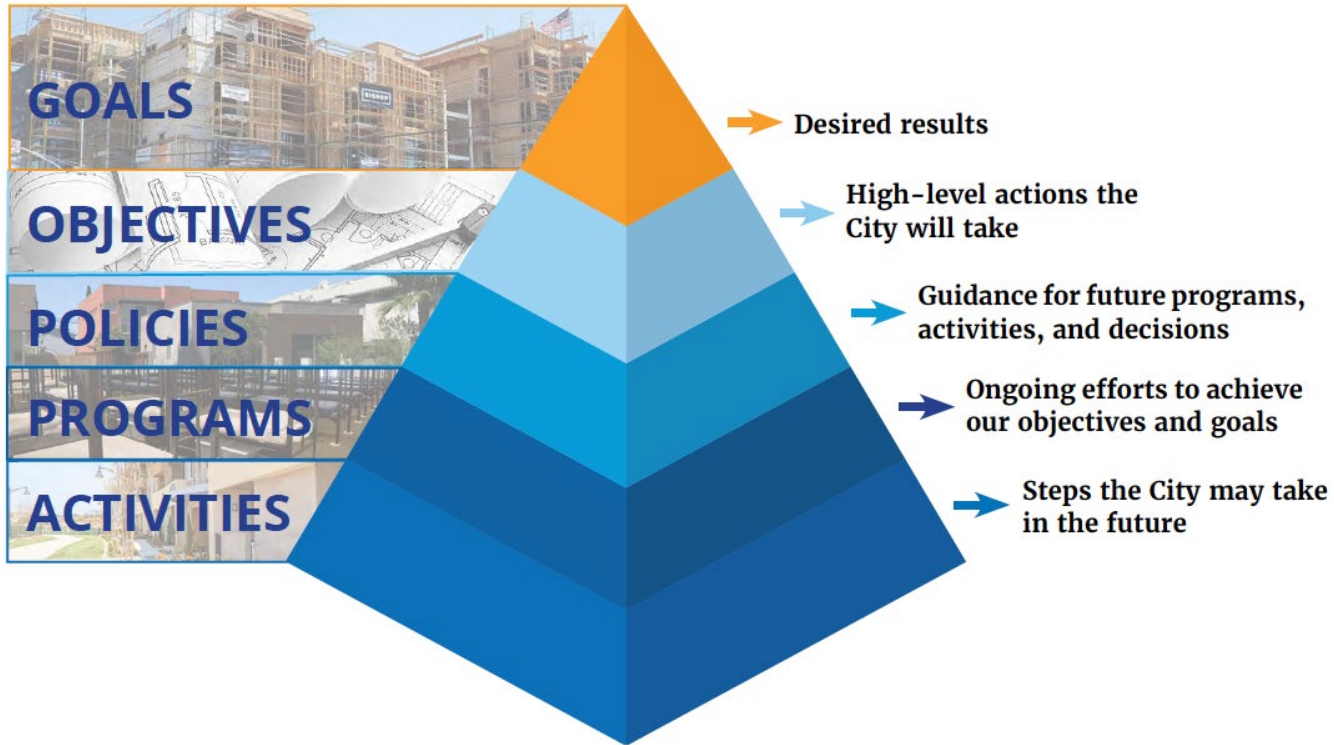 GOALS
Desired results
OBJECTIVES
High-level actions the
City will take
POLICIES
Guidance for future programs,
activities, and decisions
PROGRAMS
Ongoing efforts to achieve
our objectives and goals
ACTIVITIES
Steps the City may take
in the future